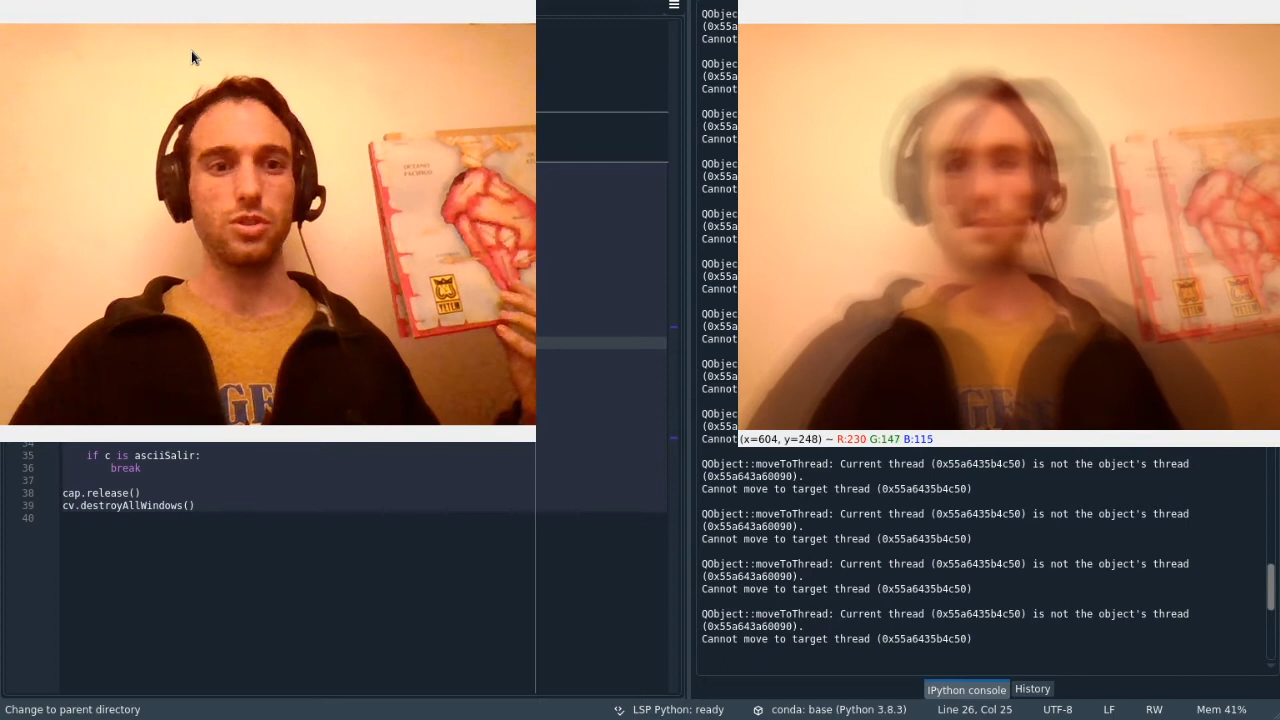 OCÉANO
PACÍFICO
YETEM
GES
34
35 if c is asciiSalir:
36 break
37
38 cap.release()
39 cv.destroyAllWindows()
40
QObjec
(0x55a
Cannot
QObjec
(0x55a
Cannot
QObjec
(0x55a
Cannot
QObjec
(0x55a
Cannot
QObjec
(0x55a
Cannot
QObjec
(0x55a
Cannot
QObjec
(0x55a
Cannot
QObjec
(0x55a
Cannot
QObjec
(0x55a
Cannot
(x=604, y=248) ~ R:230 G:147 B:115
QObject::moveToThread: Current thread (0x55a6435b4c50) is not the object's thread
(0x55a643a60090).
Cannot move to target thread (0x55a6435b4c50)
QObject::moveToThread: Current thread (0x55a6435b4c50) is not the object's thread
(0x55a643a60090).
Cannot move to target thread (0x55a6435b4c50)
QObject::moveToThread: Current thread (0x55a6435b4c50) is not the object's thread
(0x55a643a60090).
Cannot move to target thread (0x55a6435b4c50)
QObject::moveToThread: Current thread (0x55a6435b4c50) is not the object's thread
(0x55a643a60090).
Cannot move to target thread (0x55a6435b4c50)
IPython console History
Change to parent directory LSP Python: ready conda: base (Python 3.8.3) Line 26, Col 25 UTF-8 LF RW Mem 41%